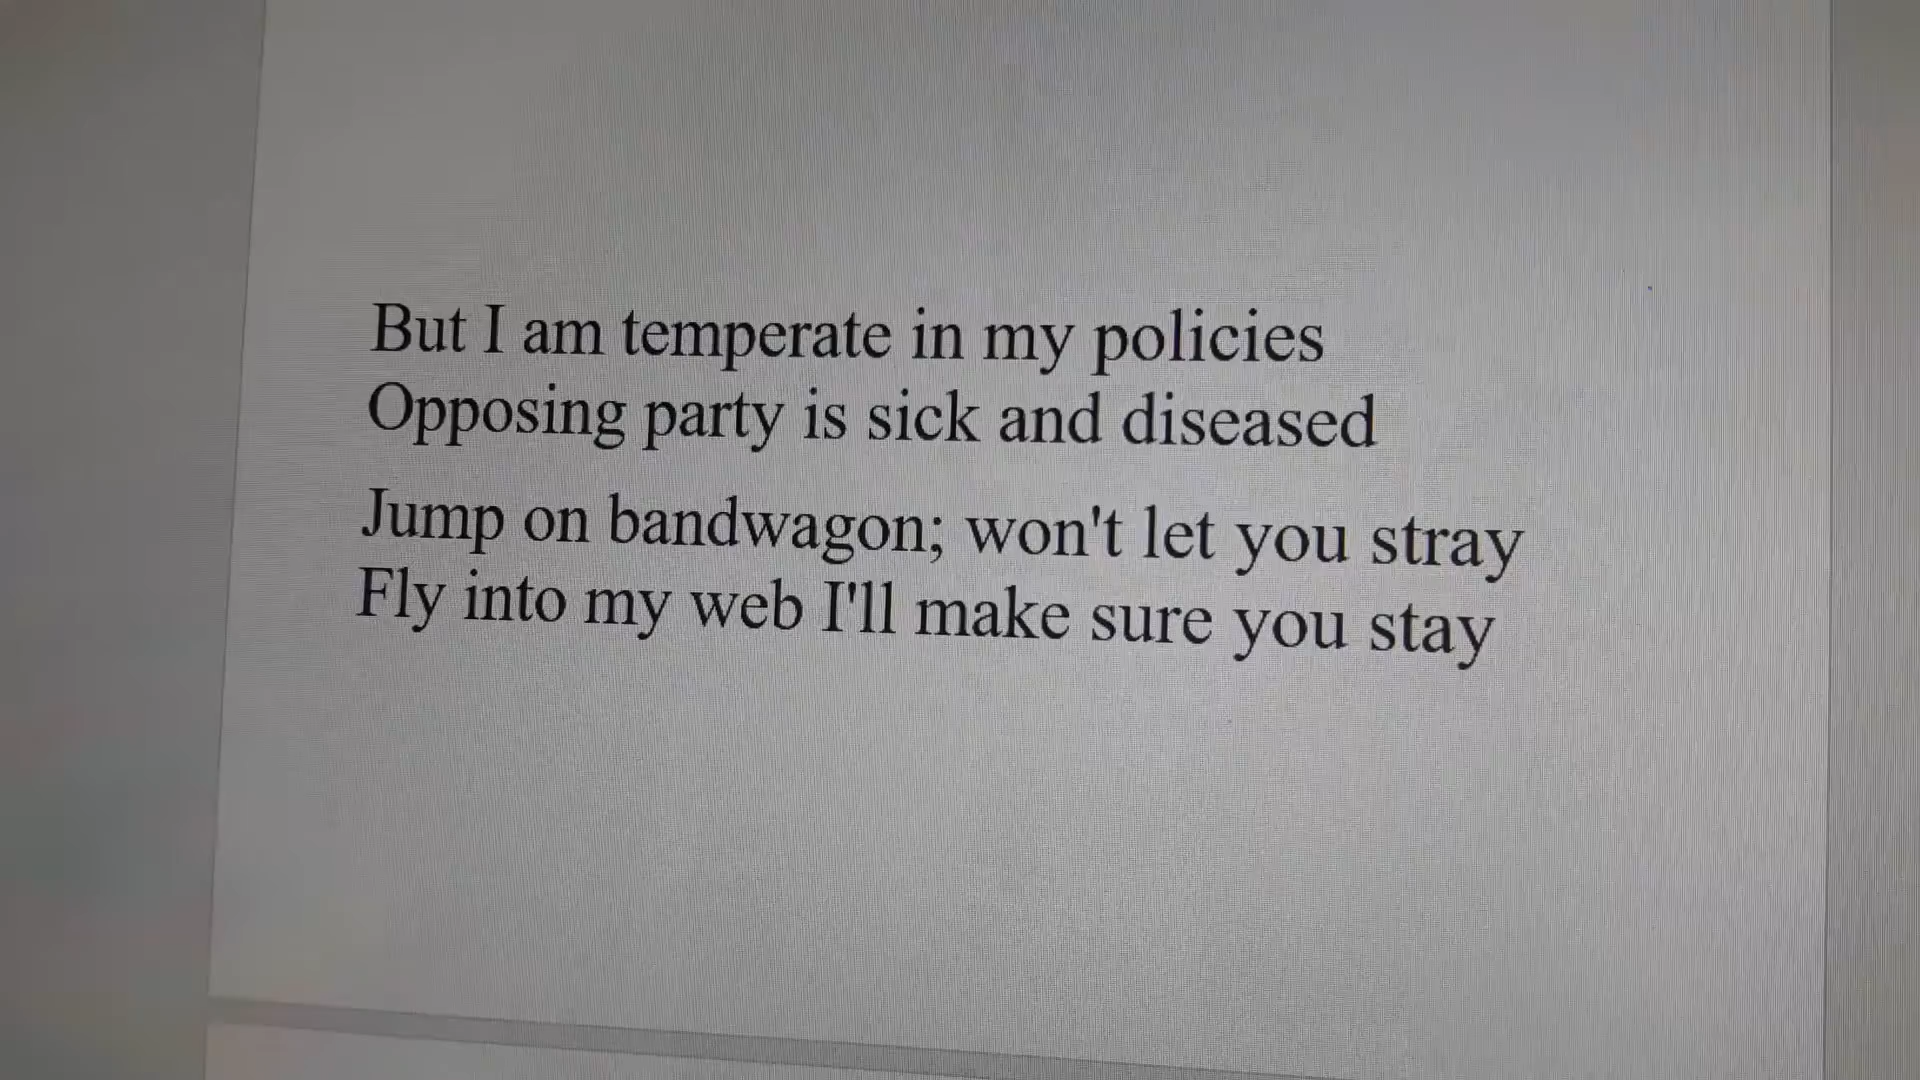 But I am temperate in my policies
Opposing party is sick and diseased
Jump on bandwagon; won't let you stray
Fly into my web I'll make sure you stay